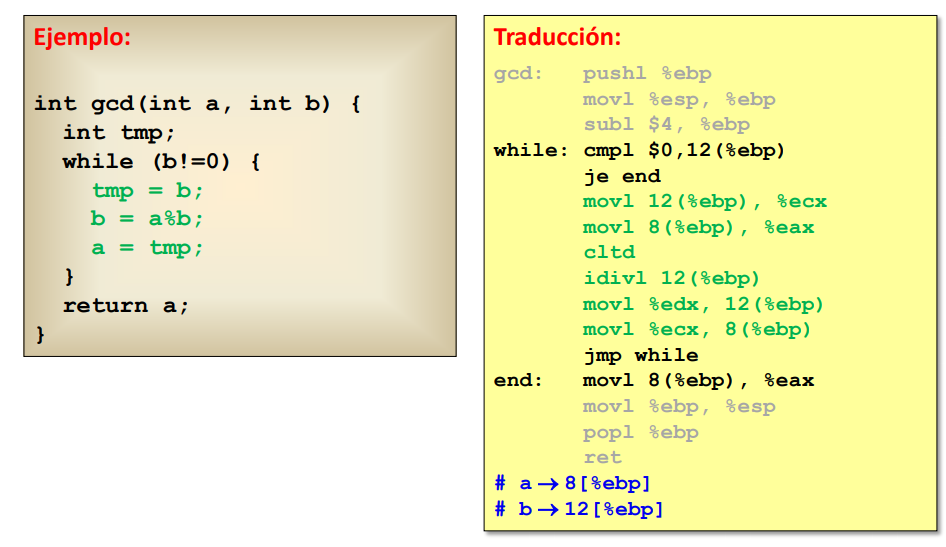 Ejemplo:
int gcd(int a, int b) {
int tmp;
while (b!=0) {
tmp = b;
b = a%b;
a = tmp;
}
return a;
}
Traducción:
gcd: pushl %ebp
movl %esp, %ebp
subl $4, %ebp
while: cmpl $0,12(%ebp)
je end
movl 12(%ebp), %ecx
movl 8(%ebp), %eax
cltd
idivl 12(%ebp)
movl %edx, 12(%ebp)
movl %ecx, 8(%ebp)
jmp while
end: movl 8(%ebp), %eax
movl %ebp, %esp
popl %ebp
ret
# a → 8[%ebp]
# b → 12[%ebp]